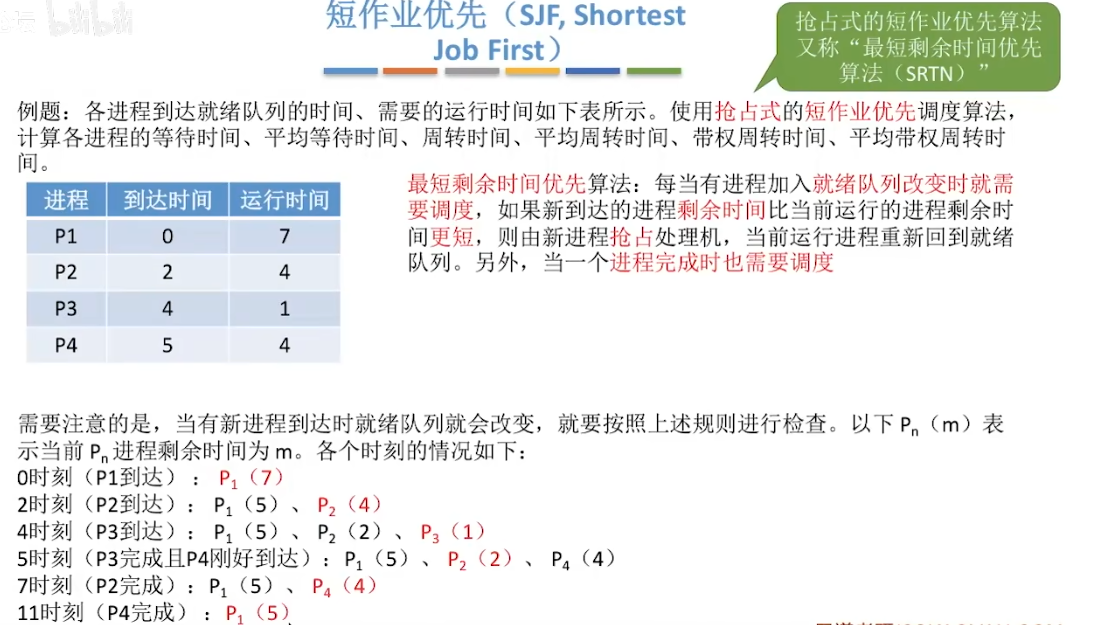 短作业优先（SJF, Shortest
Job First）
抢占式的短作业优先算法
又称“最短剩余时间优先
算法（SRTN）”
例题：各进程到达就绪队列的时间、需要的运行时间如下表所示。使用抢占式的短作业优先调度算法，
计算各进程的等待时间、平均等待时间、周转时间、平均周转时间、带权周转时间、平均带权周转时
间。
进程 到达时间 运行时间
P1 0 7
P2 2 4
P3 4 1
P4 5 4
最短剩余时间优先算法：每当有进程加入就绪队列改变时就需
要调度，如果新到达的进程剩余时间比当前运行的进程剩余时
间更短，则由新进程抢占处理机，当前运行进程重新回到就绪
队列。另外，当一个进程完成时也需要调度
需要注意的是，当有新进程到达时就绪队列就会改变，就要按照上述规则进行检查。以下 Pn（m）表
示当前 Pn 进程剩余时间为 m。各个时刻的情况如下：
0时刻（P1到达）：P1（7）
2时刻（P2到达）：P1（5）、P2（4）
4时刻（P3到达）：P1（5）、P2（2）、P3（1）
5时刻（P3完成且P4刚好到达）：P1（5）、P2（2）、P4（4）
7时刻（P2完成）：P1（5）、P4（4）
11时刻（P4完成）：P1（5）